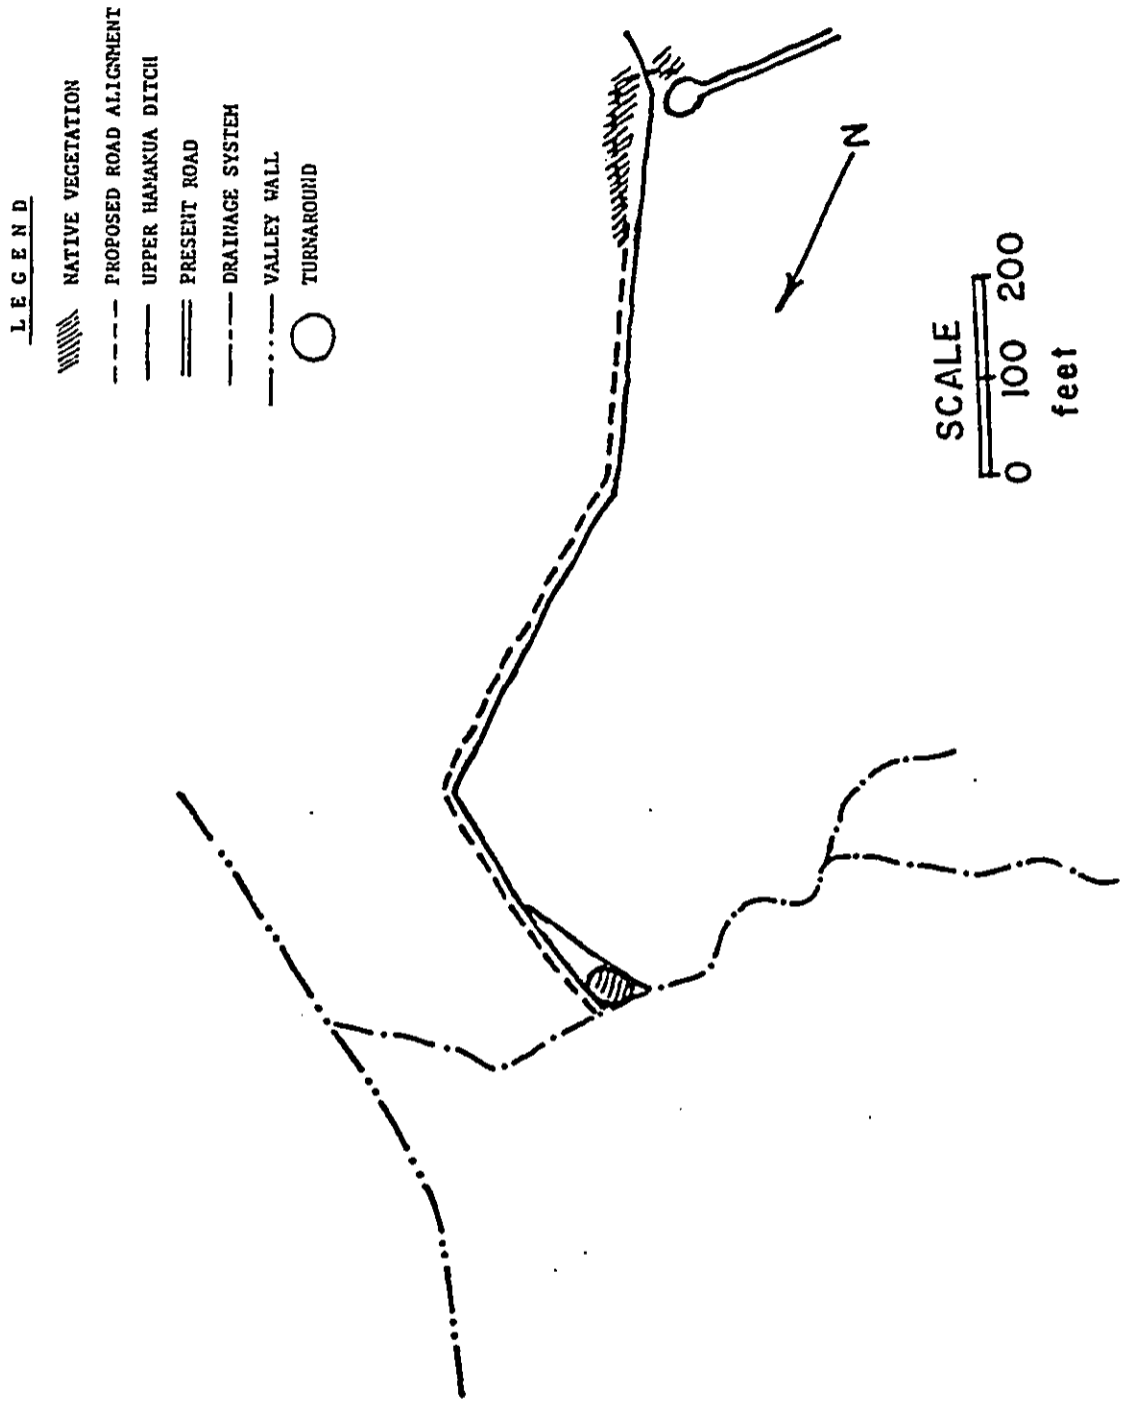 LEGEND
NATIVE VEGETATION
PROPOSED ROAD ALIGNMENT
UPPER HAMAKUA DITCH
PRESENT ROAD
DRAINAGE SYSTEM
VALLEY WALL
TURNAROUND
N
SCALE
0 100 200
feet